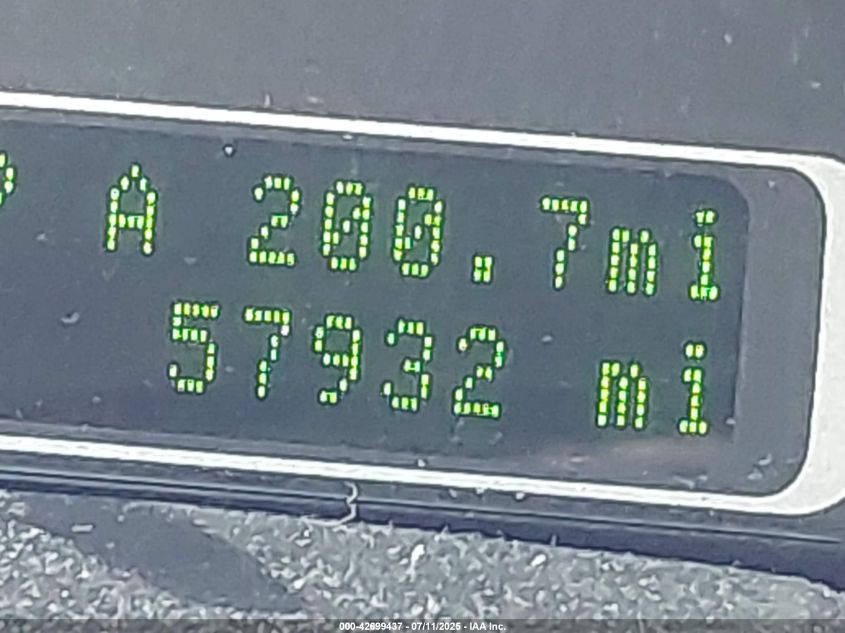 A 200.7mi
57932 mi
000-42699437 - 07/11/2025 - IAA Inc.